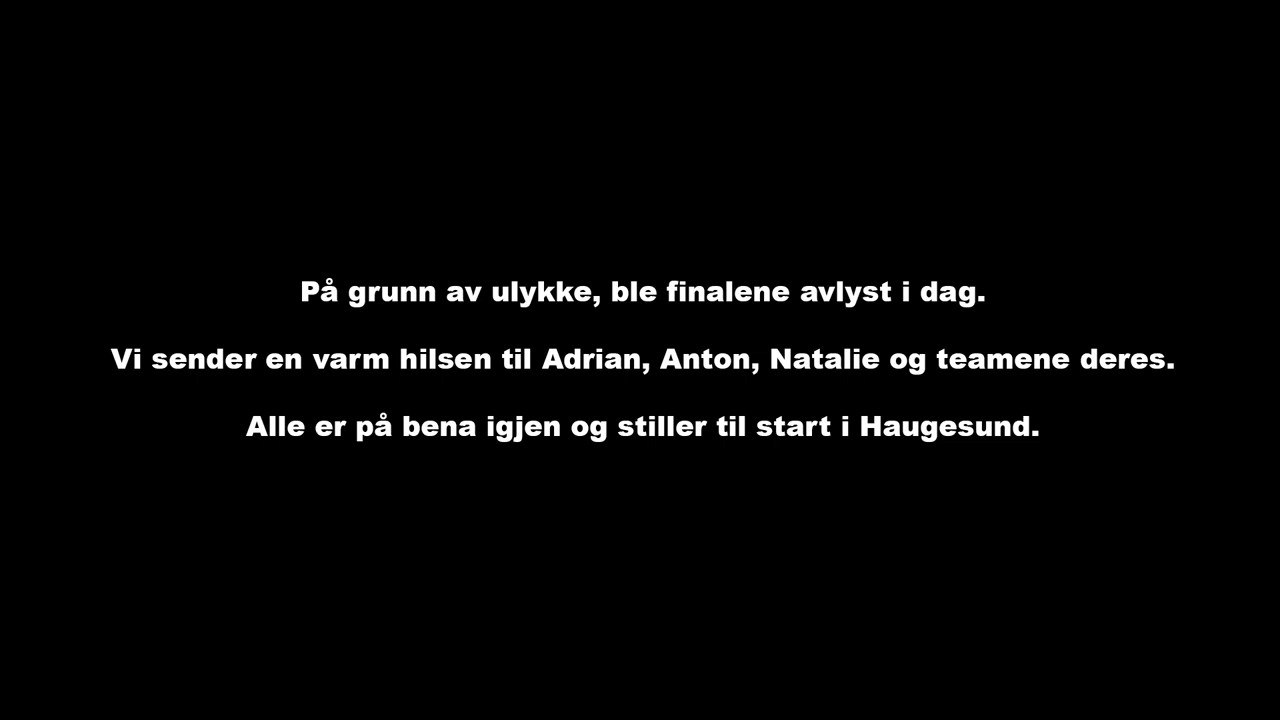 På grunn av ulykke, ble finalene avlyst i dag.
Vi sender en varm hilsen til Adrian, Anton, Natalie og teamene deres.
Alle er på bena igjen og stiller til start i Haugesund.